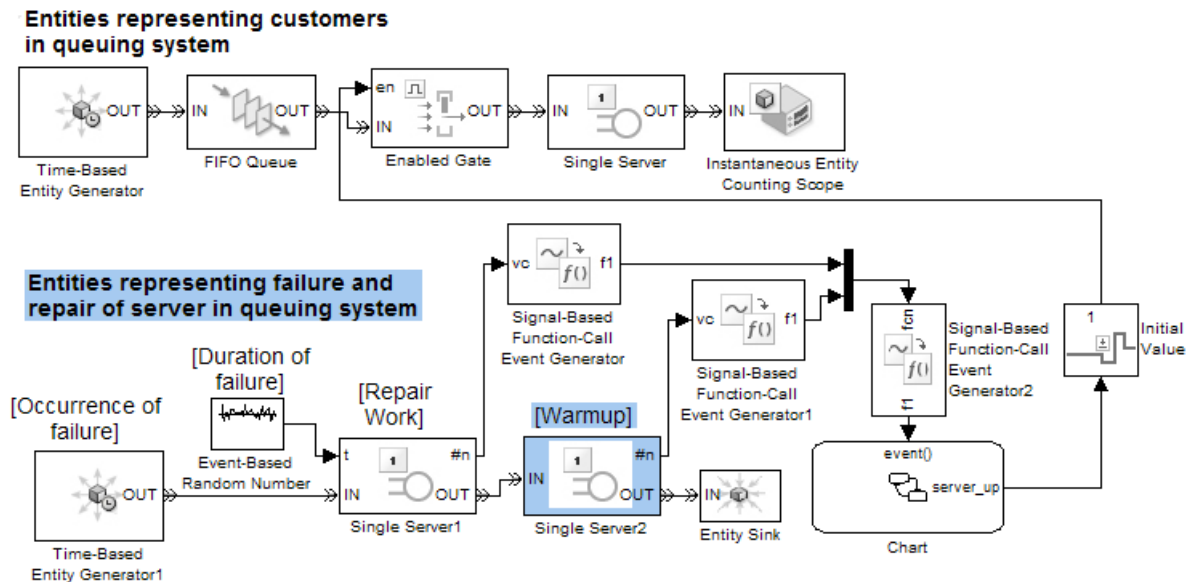 Entities representing customers
in queuing system
OUT
Time-Based
Entity Generator
IN
OUT
FIFO Queue
en
IN
OUT
Enabled Gate
1
IN
OUT
Single Server
IN
Instantaneous Entity
Counting Scope
Entities representing failure and
repair of server in queuing system
vc
f()
f1
Signal-Based
Function-Call
Event Generator
vc
f()
f1
Signal-Based
Function-Call
Event Generator1
fcn
f()
f1
Signal-Based
Function-Call
Event
Generator2
1
Initial
Value
[Occurrence of
failure]
OUT
Time-Based
Entity Generator1
[Duration of
failure]
Event-Based
Random Number
[Repair
Work]
t
1
#n
IN
OUT
Single Server1
[Warmup]
1
#n
IN
OUT
Single Server2
IN
Entity Sink
event()
server_up
Chart